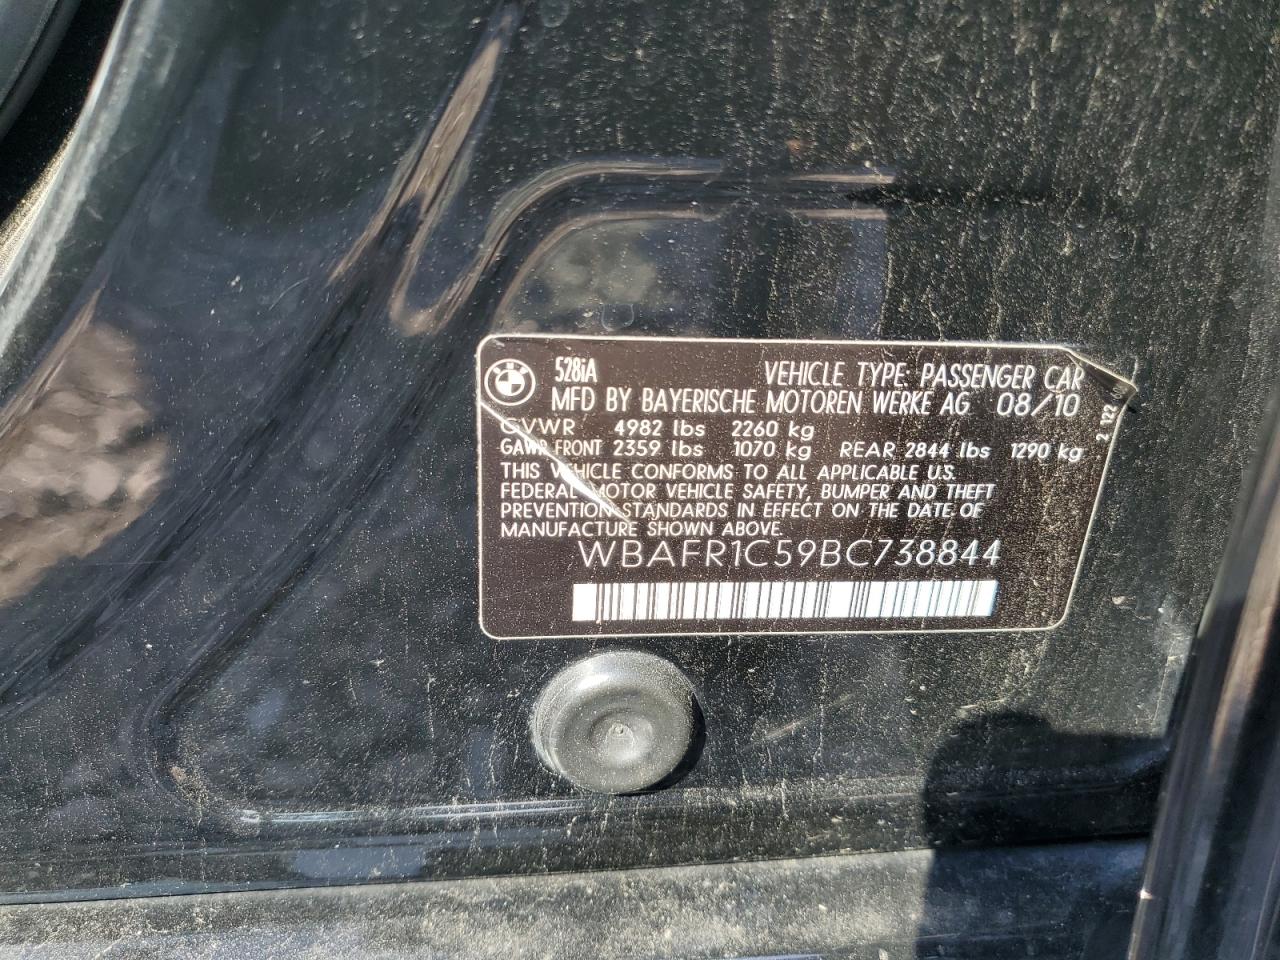 528iA VEHICLE TYPE: PASSENGER CAR
MFD BY BAYERISCHE MOTOREN WERKE AG 08/10
GVWR 4982 lbs 2260 kg
GAWR FRONT 2359 lbs 1070 kg REAR 2844 lbs 1290 kg
THIS VEHICLE CONFORMS TO ALL APPLICABLE U.S.
FEDERAL MOTOR VEHICLE SAFETY, BUMPER AND THEFT
PREVENTION STANDARDS IN EFFECT ON THE DATE OF
MANUFACTURE SHOWN ABOVE.
WBAFR1C59BC738844
2 122